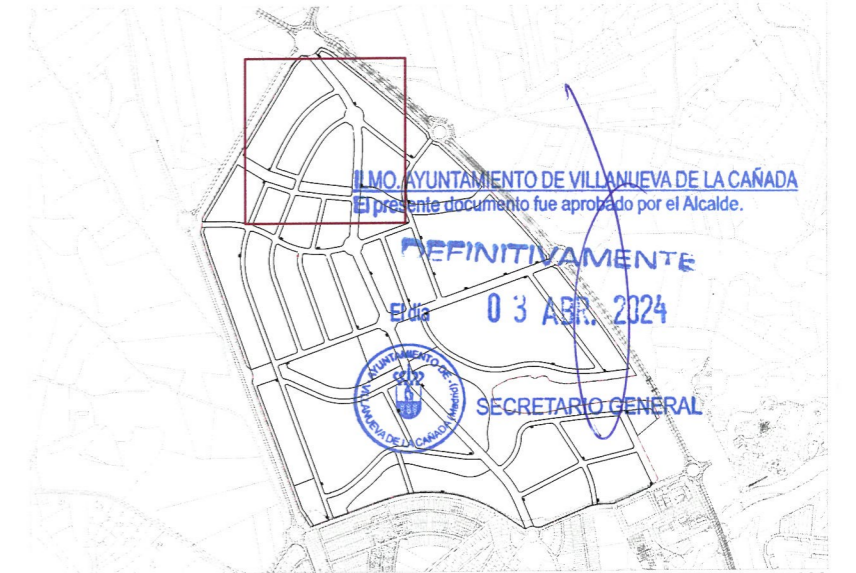 ILMO. AYUNTAMIENTO DE VILLANUEVA DE LA CAÑADA
El presente documento fue aprobado por el Alcalde.
DEFINITIVAMENTE
El día 03 ABR. 2024
AYUNTAMIENTO DE VILLANUEVA DE LA CAÑADA (Madrid)
SECRETARIO GENERAL